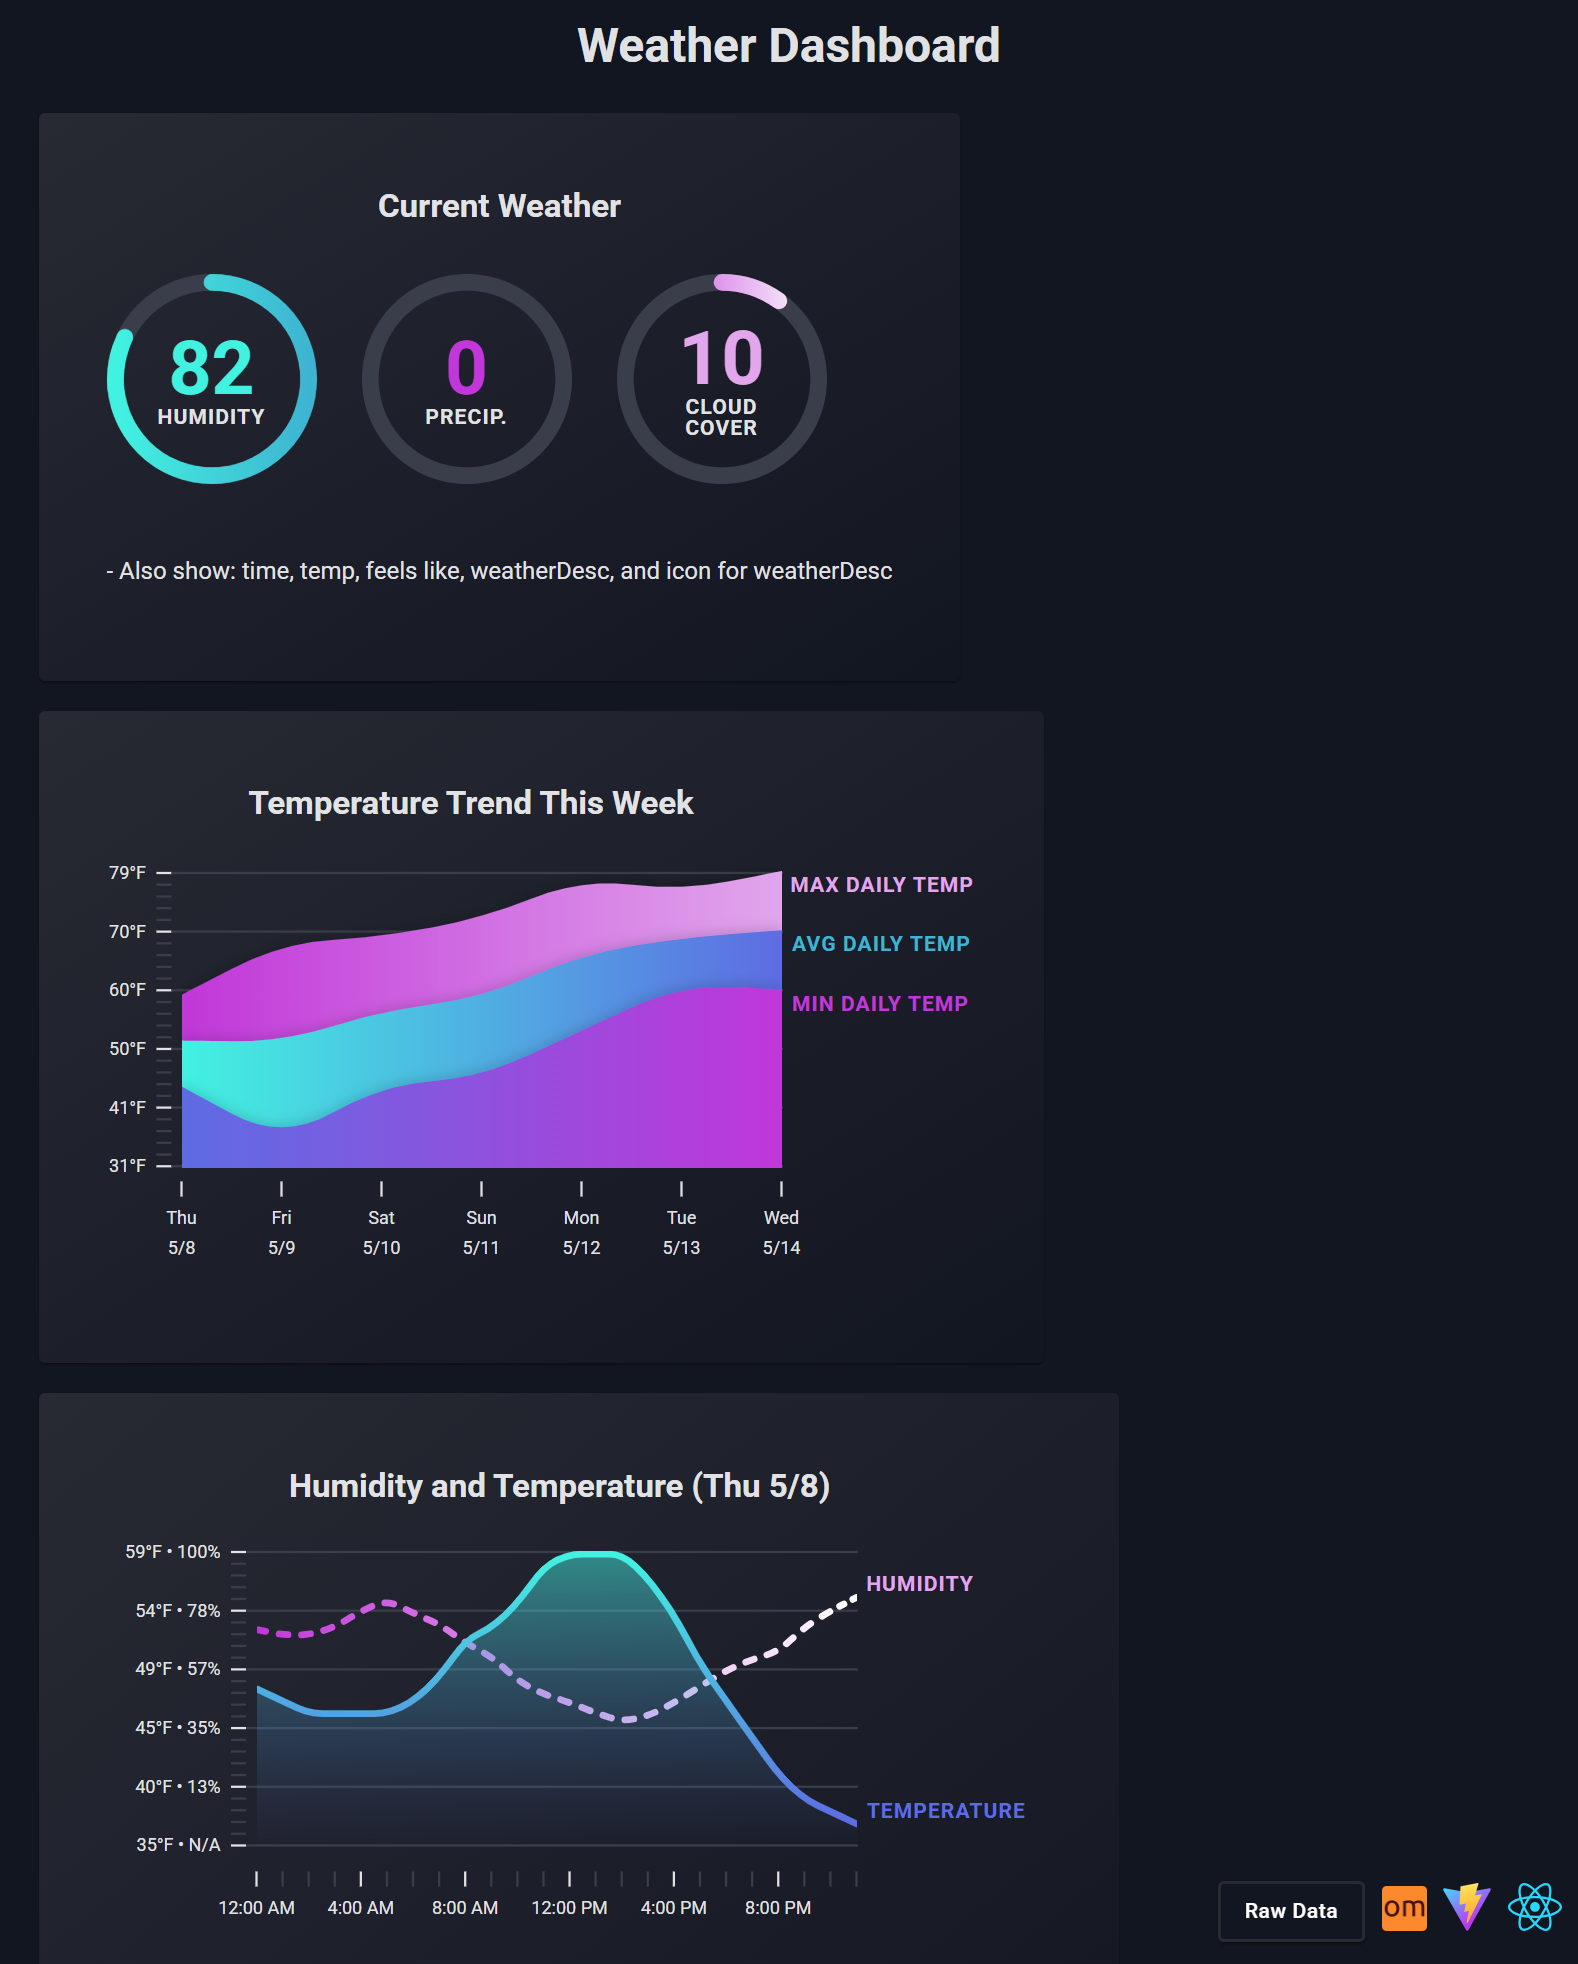 Weather Dashboard
Current Weather
82
HUMIDITY
0
PRECIP.
10
CLOUD
COVER
- Also show: time, temp, feels like, weatherDesc, and icon for weatherDesc
Temperature Trend This Week
79°F
70°F
60°F
50°F
41°F
31°F
MAX DAILY TEMP
AVG DAILY TEMP
MIN DAILY TEMP
Thu Fri Sat Sun Mon Tue Wed
5/8 5/9 5/10 5/11 5/12 5/13 5/14
Humidity and Temperature (Thu 5/8)
59°F • 100%
54°F • 78%
49°F • 57%
45°F • 35%
40°F • 13%
35°F • N/A
HUMIDITY
TEMPERATURE
12:00 AM 4:00 AM 8:00 AM 12:00 PM 4:00 PM 8:00 PM
Raw Data
om